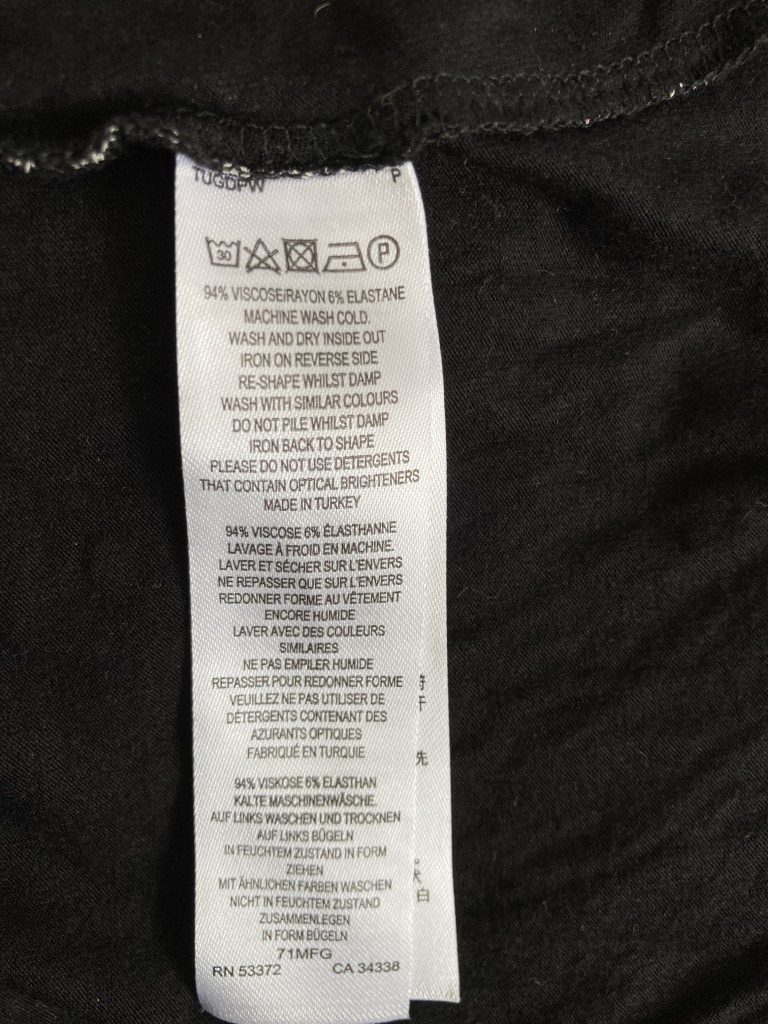 TUGDPW P
30 P
94% VISCOSE/RAYON 6% ELASTANE
MACHINE WASH COLD.
WASH AND DRY INSIDE OUT
IRON ON REVERSE SIDE
RE-SHAPE WHILST DAMP
WASH WITH SIMILAR COLOURS
DO NOT PILE WHILST DAMP
IRON BACK TO SHAPE
PLEASE DO NOT USE DETERGENTS
THAT CONTAIN OPTICAL BRIGHTENERS
MADE IN TURKEY
94% VISCOSE 6% ÉLASTHANNE
LAVAGE À FROID EN MACHINE.
LAVER ET SÉCHER SUR L'ENVERS
NE REPASSER QUE SUR L'ENVERS
REDONNER FORME AU VÊTEMENT
ENCORE HUMIDE
LAVER AVEC DES COULEURS
SIMILAIRES
NE PAS EMPILER HUMIDE
REPASSER POUR REDONNER FORME
VEUILLEZ NE PAS UTILISER DE
DÉTERGENTS CONTENANT DES
AZURANTS OPTIQUES
FABRIQUÉ EN TURQUIE
94% VISKOSE 6% ELASTHAN
KALTE MASCHINENWÄSCHE.
AUF LINKS WASCHEN UND TROCKNEN
AUF LINKS BÜGELN
IN FEUCHTEM ZUSTAND IN FORM
ZIEHEN
MIT ÄHNLICHEN FARBEN WASCHEN
NICHT IN FEUCHTEM ZUSTAND
ZUSAMMENLEGEN
IN FORM BÜGELN
71MFG
RN 53372 CA 34338
干
先
白